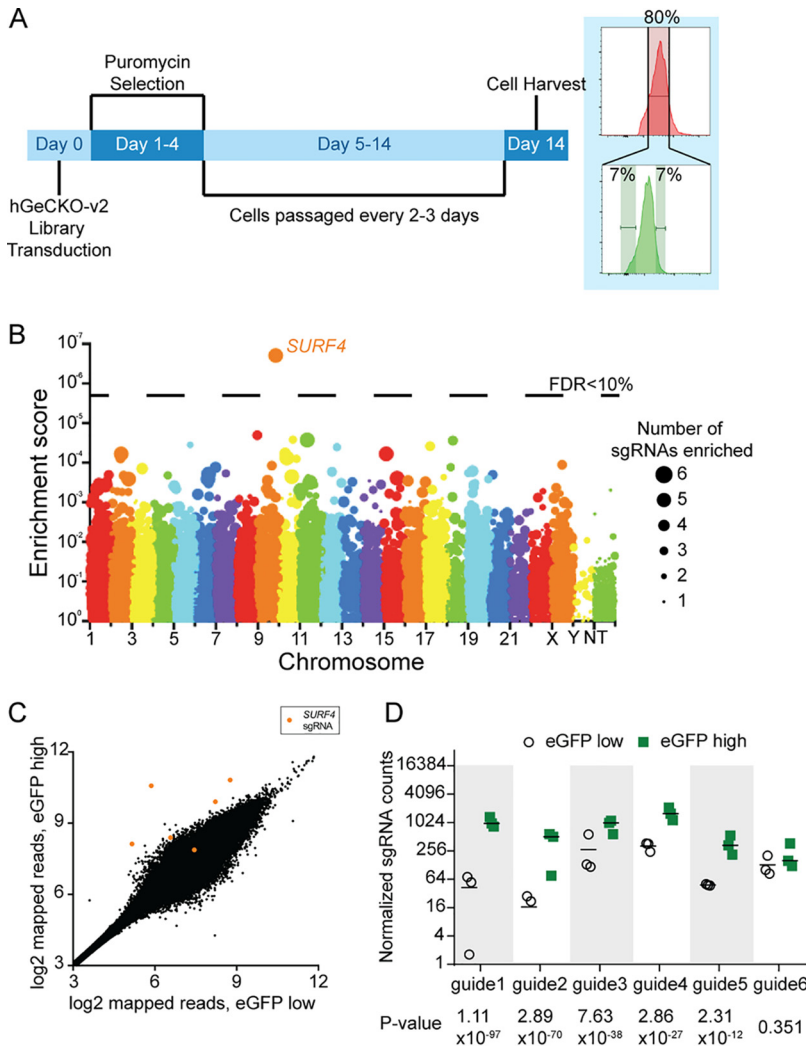 A
Puromycin
Selection
Cell Harvest
Day 0
Day 1-4
Day 5-14
Day 14
hGeCKO-v2
Library
Transduction
Cells passaged every 2-3 days
80%
7%
7%
B
Enrichment score
10-7
10-6
10-5
10-4
10-3
10-2
10-1
100
SURF4
FDR<10%
1
3
5
7
9
11
13
15
17
19
21
X
Y
NT
Chromosome
Number of
sgRNAs enriched
6
5
4
3
2
1
C
SURF4
sgRNA
log2 mapped reads, eGFP high
12
9
6
3
3
6
9
12
log2 mapped reads, eGFP low
D
eGFP low
eGFP high
Normalized sgRNA counts
16384
4096
1024
256
64
16
4
1
guide1
guide2
guide3
guide4
guide5
guide6
P-value
1.11
x10-97
2.89
x10-70
7.63
x10-38
2.86
x10-27
2.31
x10-12
0.351